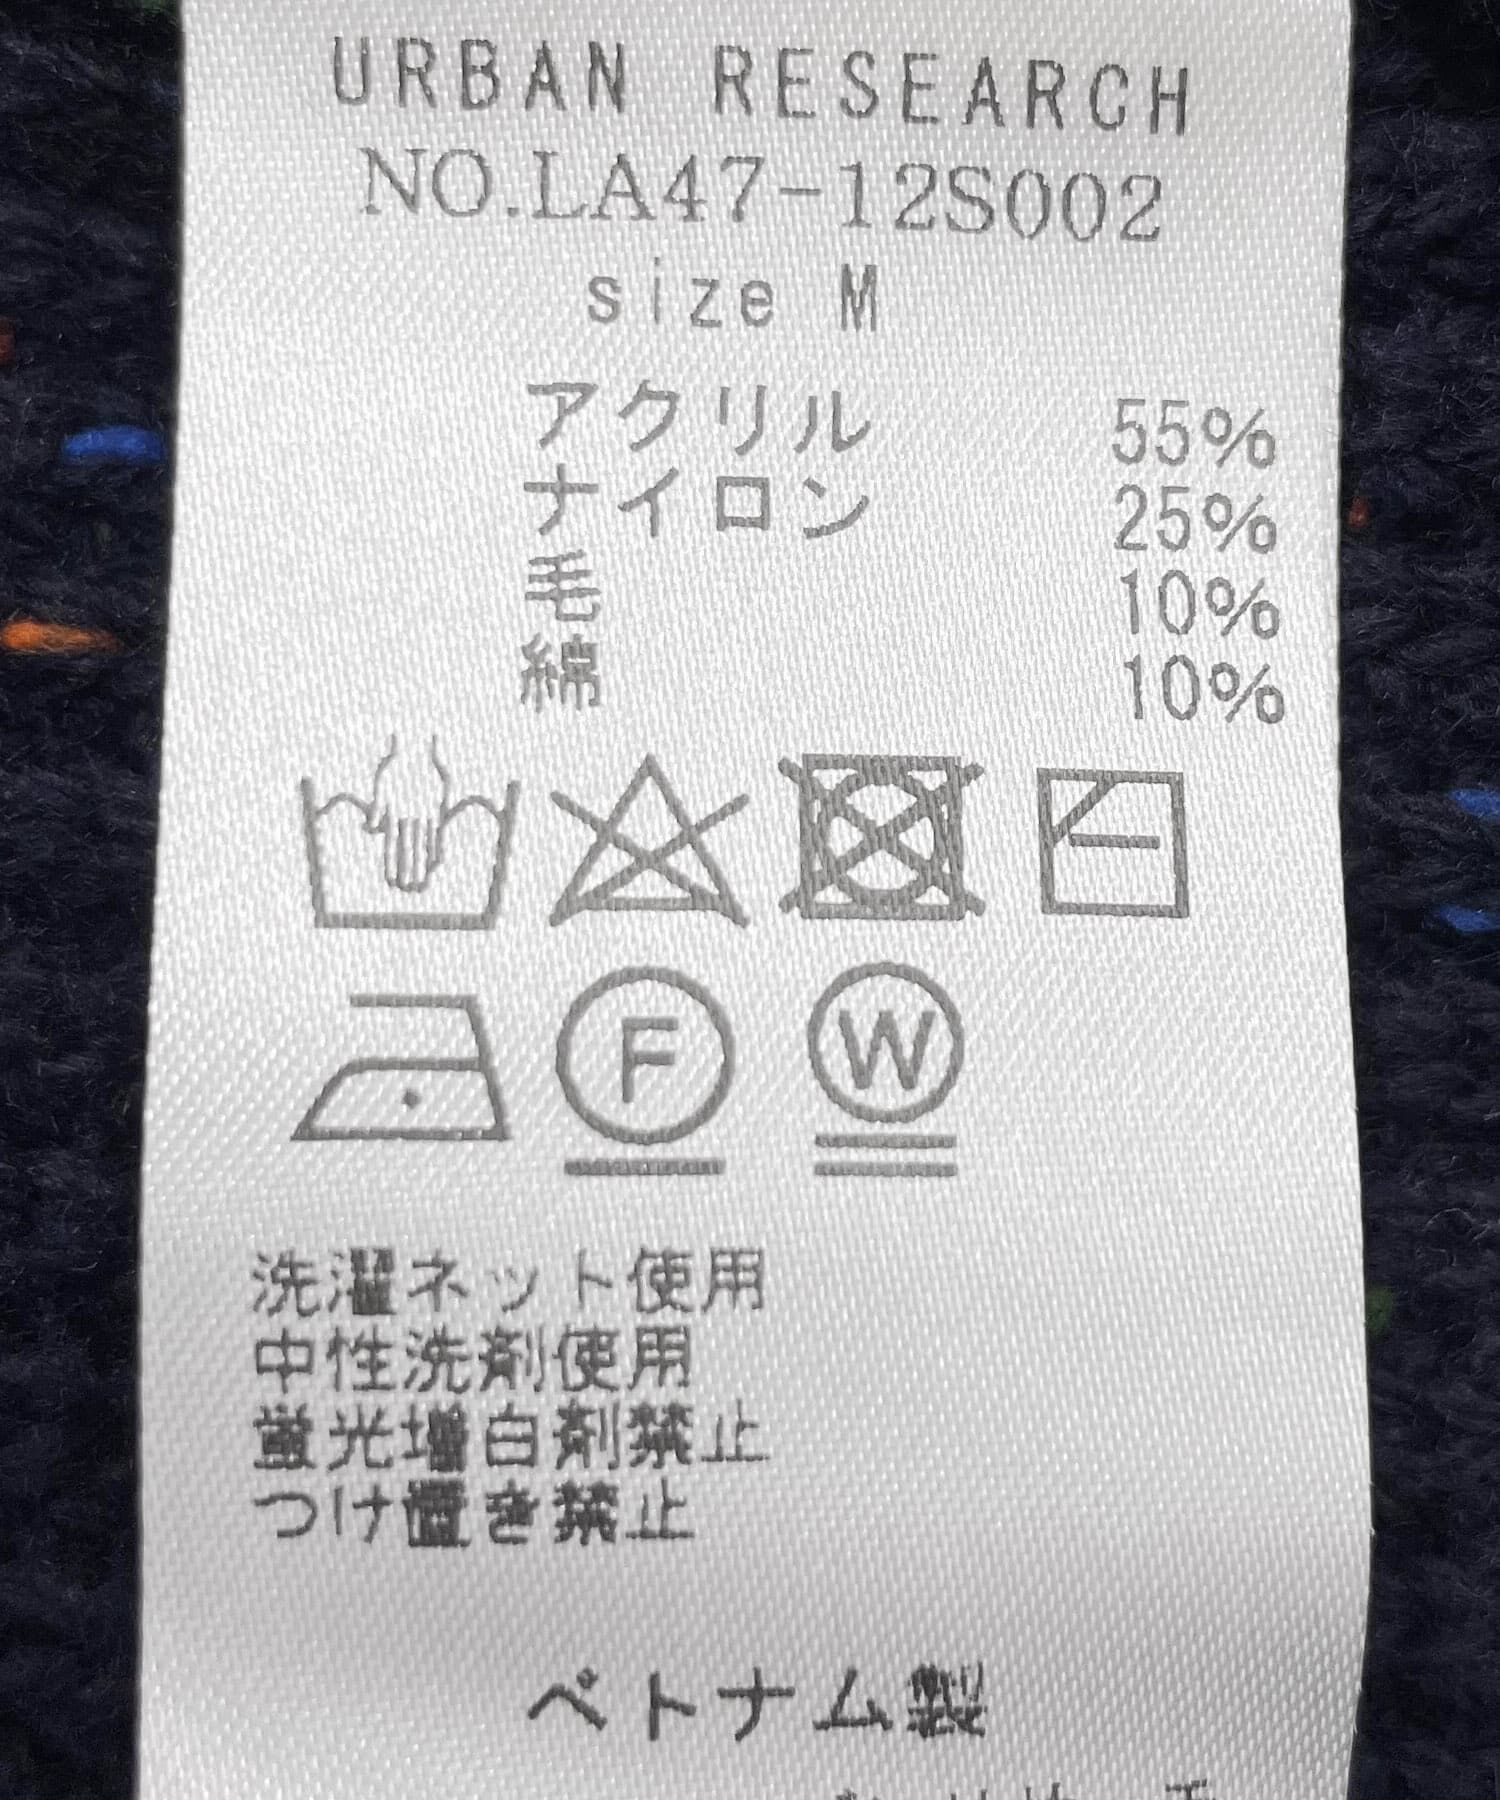 URBAN RESEARCH
NO.LA47-12S002
size M
アクリル 55%
ナイロン 25%
毛 10%
綿 10%
F W
洗濯ネット使用
中性洗剤使用
蛍光増白剤禁止
つけ置き禁止
ベトナム製